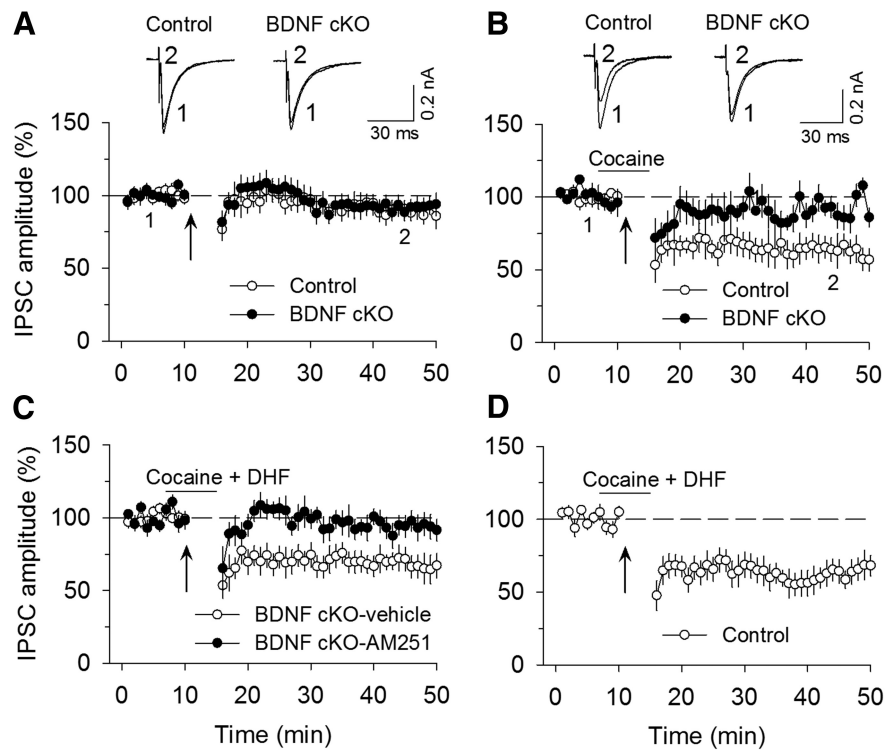 A
Control
BDNF cKO
2
1
2
1
0.2 nA
30 ms
IPSC amplitude (%)
150
100
50
0
1
2
Control
BDNF cKO
0
10
20
30
40
50
B
Control
BDNF cKO
2
1
2
1
0.2 nA
30 ms
150
100
50
0
Cocaine
1
2
Control
BDNF cKO
0
10
20
30
40
50
C
IPSC amplitude (%)
150
100
50
0
Cocaine + DHF
BDNF cKO-vehicle
BDNF cKO-AM251
0
10
20
30
40
50
Time (min)
D
150
100
50
0
Cocaine + DHF
Control
0
10
20
30
40
50
Time (min)